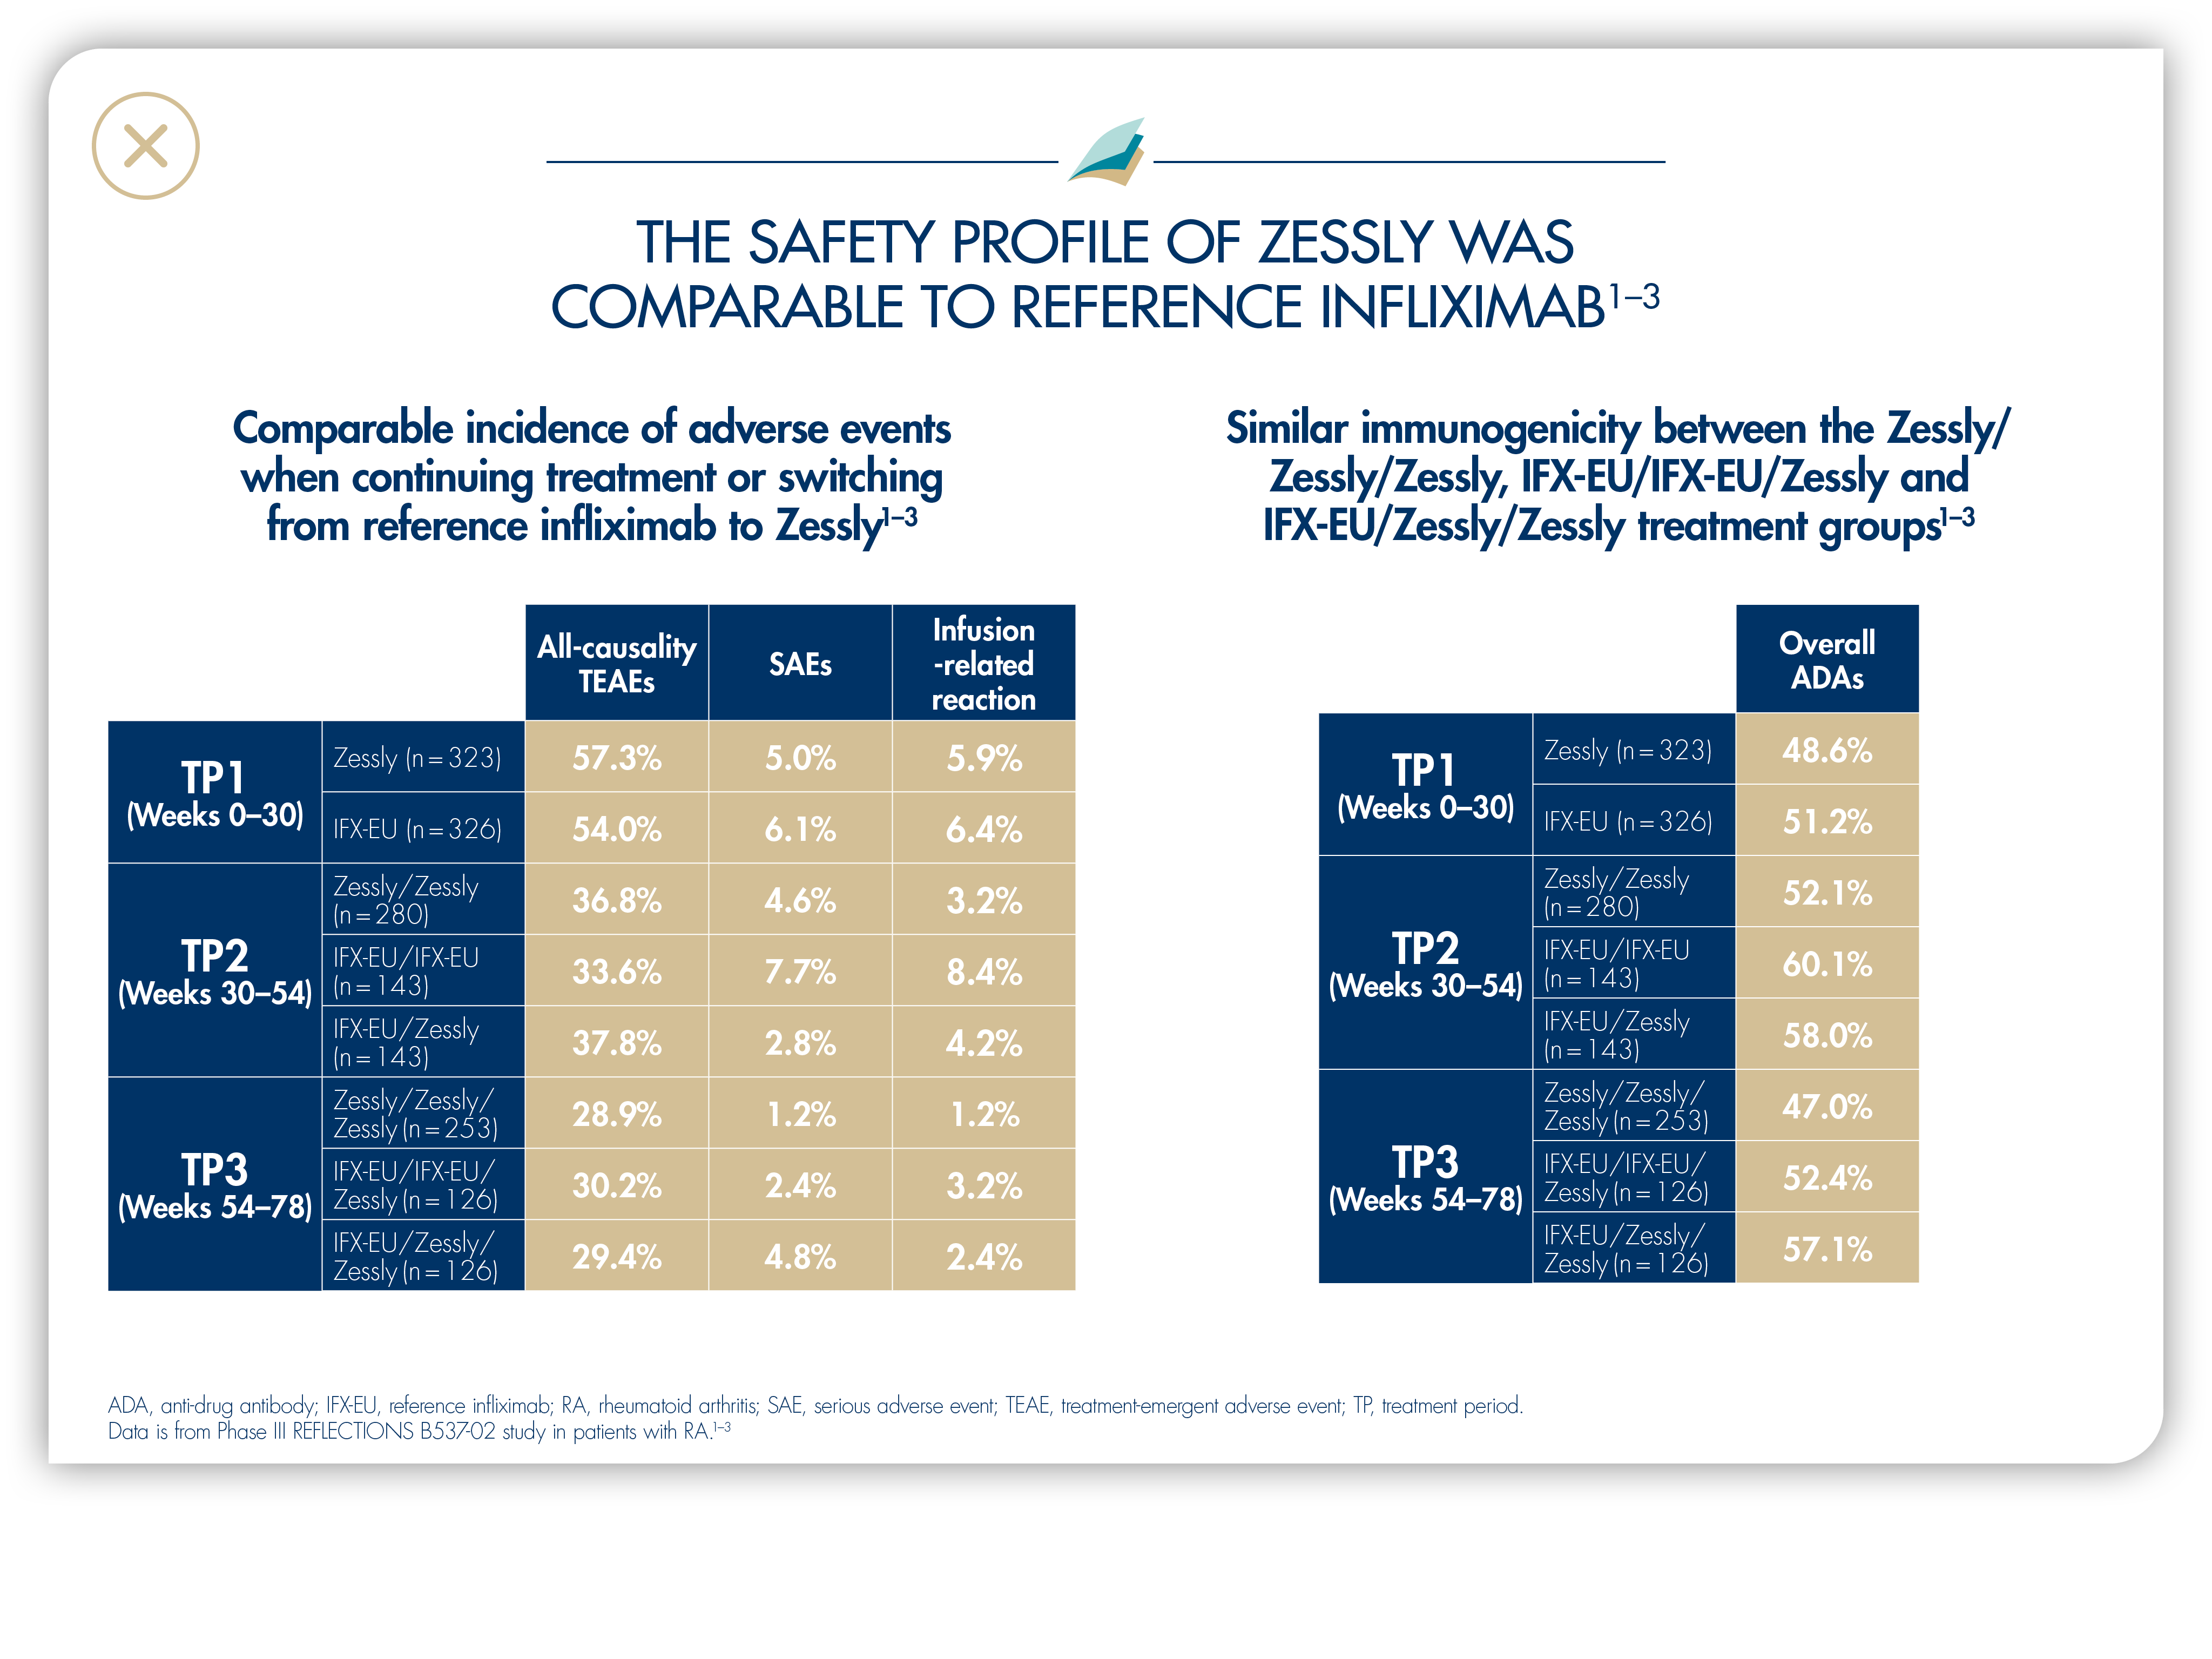 THE SAFETY PROFILE OF ZESSLY WAS
COMPARABLE TO REFERENCE INFLIXIMAB1–3
Comparable incidence of adverse events
when continuing treatment or switching
from reference infliximab to Zessly1–3
All-causality
TEAEs
SAEs
Infusion
-related
reaction
TP1
(Weeks 0–30)
Zessly (n=323)
57.3%
5.0%
5.9%
IFX-EU (n=326)
54.0%
6.1%
6.4%
TP2
(Weeks 30–54)
Zessly/Zessly
(n=280)
36.8%
4.6%
3.2%
IFX-EU/IFX-EU
(n=143)
33.6%
7.7%
8.4%
IFX-EU/Zessly
(n=143)
37.8%
2.8%
4.2%
TP3
(Weeks 54–78)
Zessly/Zessly/
Zessly (n=253)
28.9%
1.2%
1.2%
IFX-EU/IFX-EU/
Zessly (n=126)
30.2%
2.4%
3.2%
IFX-EU/Zessly/
Zessly (n=126)
29.4%
4.8%
2.4%
Similar immunogenicity between the Zessly/
Zessly/Zessly, IFX-EU/IFX-EU/Zessly and
IFX-EU/Zessly/Zessly treatment groups1–3
Overall
ADAs
TP1
(Weeks 0–30)
Zessly (n=323)
48.6%
IFX-EU (n=326)
51.2%
TP2
(Weeks 30–54)
Zessly/Zessly
(n=280)
52.1%
IFX-EU/IFX-EU
(n=143)
60.1%
IFX-EU/Zessly
(n=143)
58.0%
TP3
(Weeks 54–78)
Zessly/Zessly/
Zessly (n=253)
47.0%
IFX-EU/IFX-EU/
Zessly (n=126)
52.4%
IFX-EU/Zessly/
Zessly (n=126)
57.1%
ADA, anti-drug antibody; IFX-EU, reference infliximab; RA, rheumatoid arthritis; SAE, serious adverse event; TEAE, treatment-emergent adverse event; TP, treatment period.
Data is from Phase III REFLECTIONS B537-02 study in patients with RA.1–3